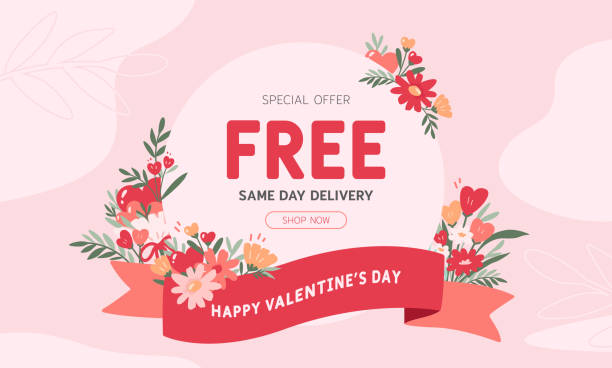 SPECIAL OFFER
FREE
SAME DAY DELIVERY
SHOP NOW
HAPPY VALENTINE'S DAY